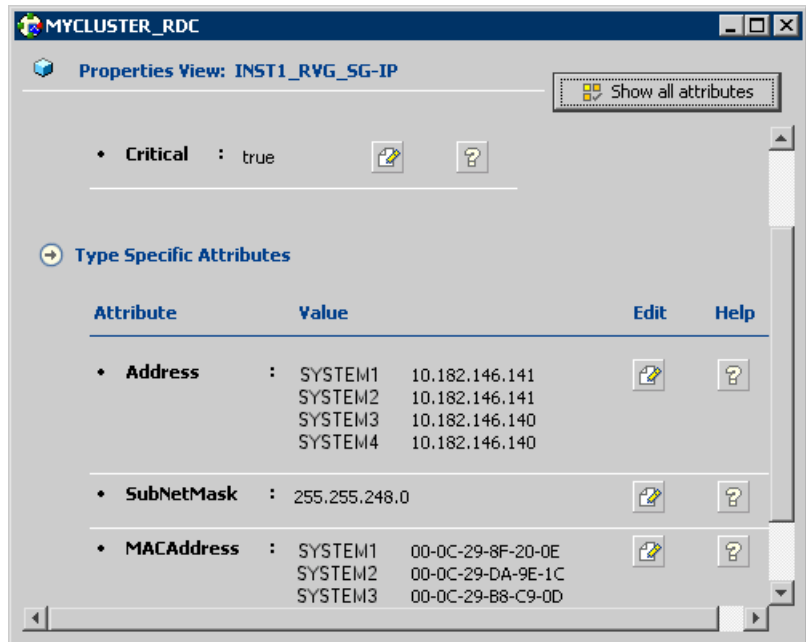 MYCLUSTER_RDC
Properties View: INST1_RVG_SG-IP
Show all attributes
• Critical : true
Type Specific Attributes
Attribute Value Edit Help
• Address : SYSTEM1 10.182.146.141
SYSTEM2 10.182.146.141
SYSTEM3 10.182.146.140
SYSTEM4 10.182.146.140
• SubNetMask : 255.255.248.0
• MACAddress : SYSTEM1 00-0C-29-8F-20-0E
SYSTEM2 00-0C-29-DA-9E-1C
SYSTEM3 00-0C-29-B8-C9-0D